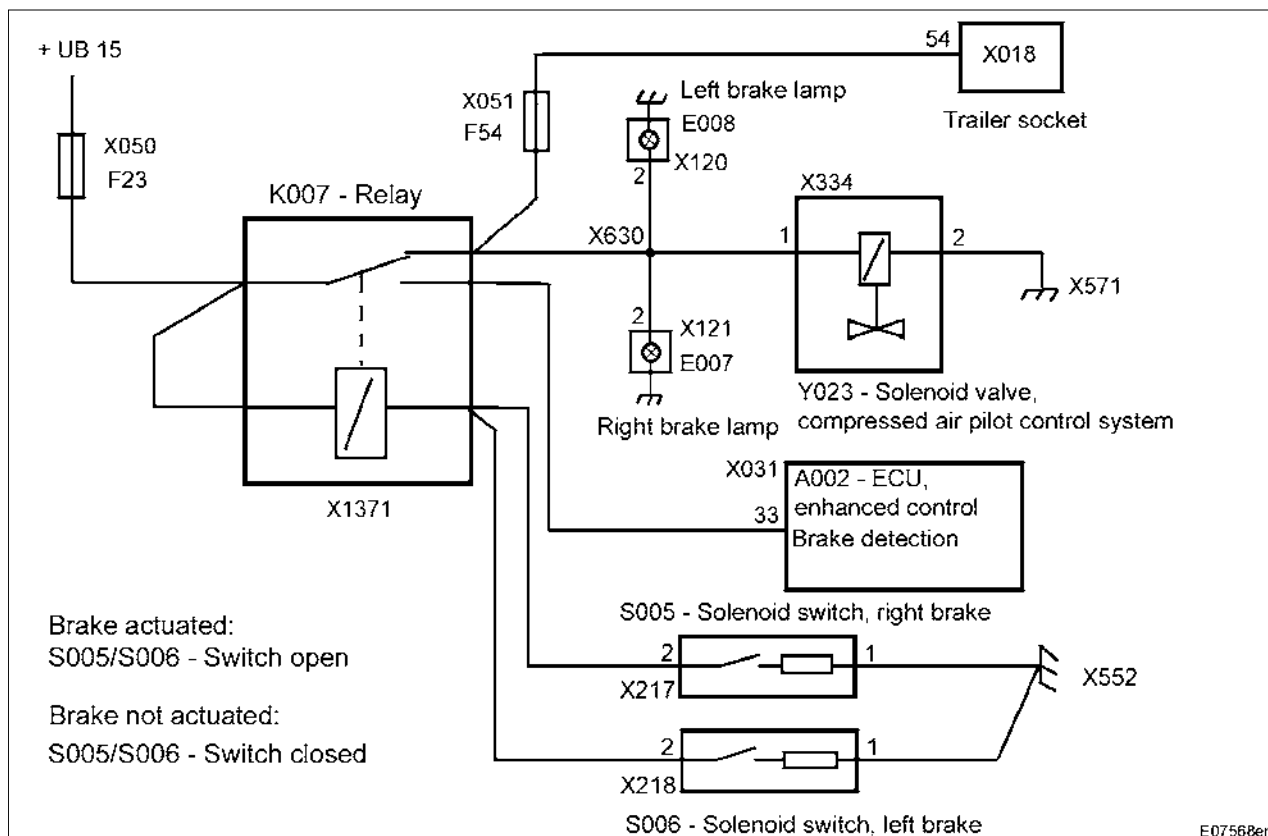 + UB 15
X050
F23
K007 - Relay
X1371
X051
F54
54
X018
Trailer socket
Left brake lamp
E008
X120
2
X630
2
X121
E007
Right brake lamp
X334
1
2
X571
Y023 - Solenoid valve,
compressed air pilot control system
X031
33
A002 - ECU,
enhanced control
Brake detection
S005 - Solenoid switch, right brake
2
1
X217
X552
2
1
X218
S006 - Solenoid switch, left brake
Brake actuated:
S005/S006 - Switch open
Brake not actuated:
S005/S006 - Switch closed
E07568en